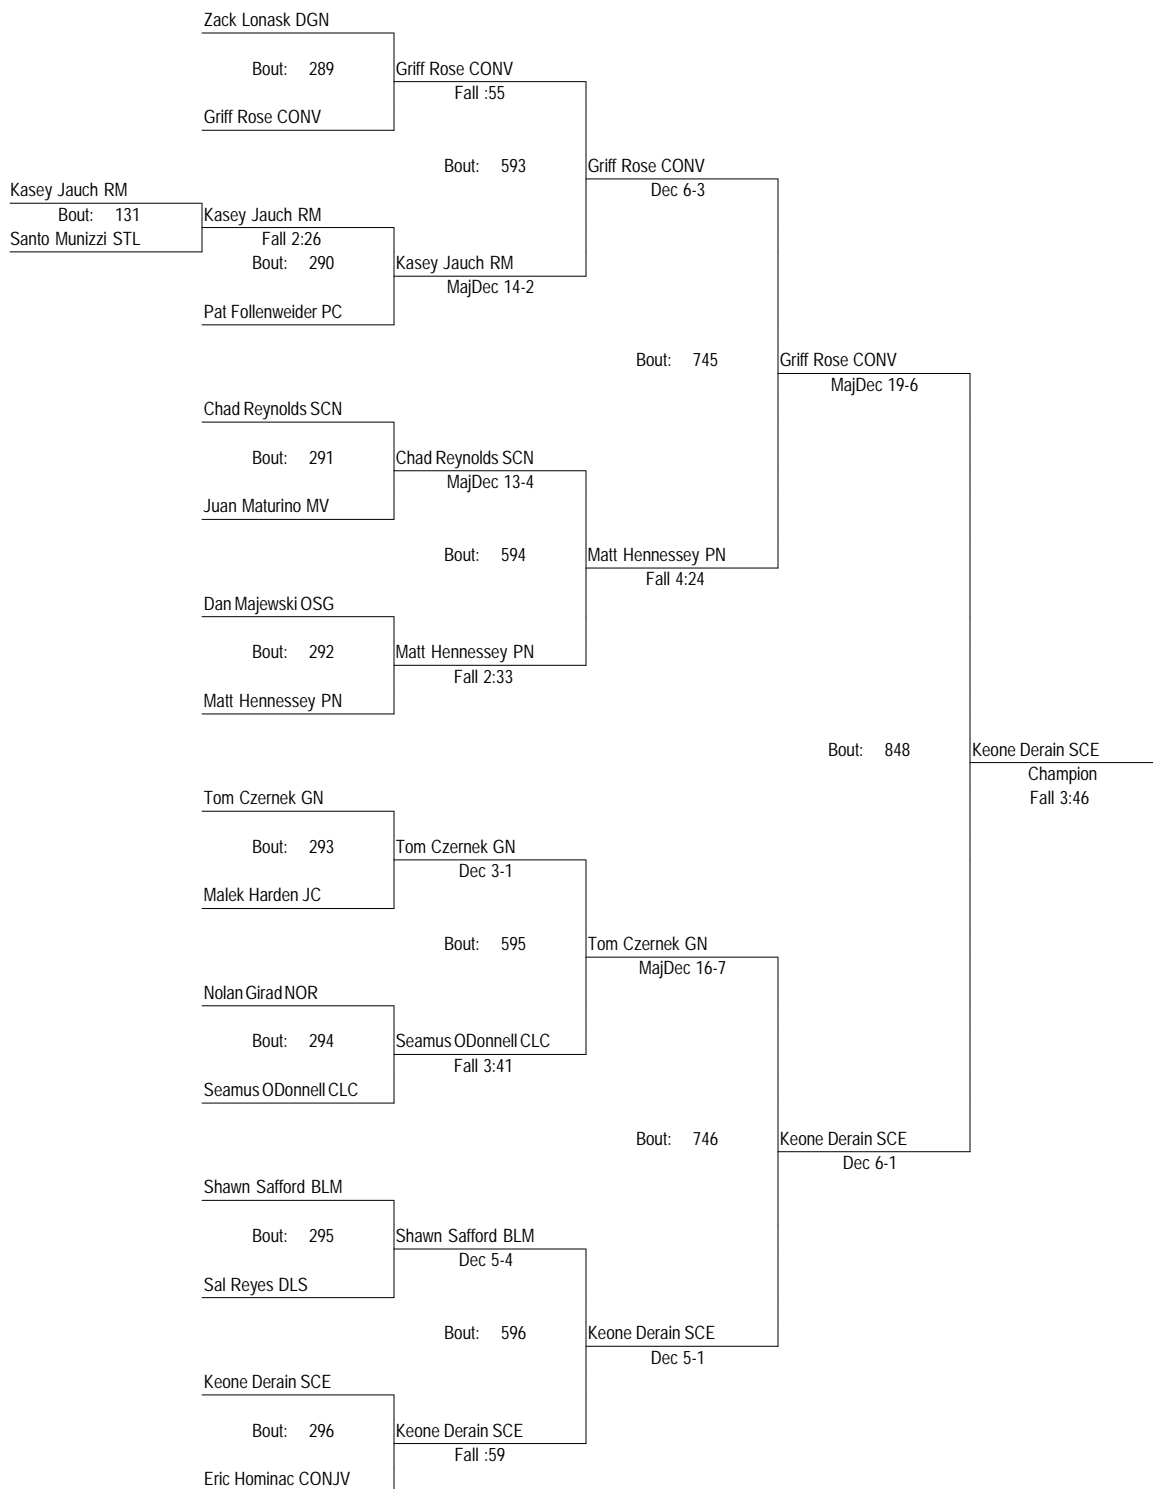 Zack Lonask DGN
Bout: 289 Griff Rose CONV
Fall :55
Griff Rose CONV
Bout: 593 Griff Rose CONV
Kasey Jauch RM Dec 6-3
Bout: 131 Kasey Jauch RM
Santo Munizzi STL Fall 2:26
Bout: 290 Kasey Jauch RM
MajDec 14-2
Pat Follenweider PC
Bout: 745 Griff Rose CONV
MajDec 19-6
Chad Reynolds SCN
Bout: 291 Chad Reynolds SCN
MajDec 13-4
Juan Maturino MV
Bout: 594 Matt Hennessey PN
Fall 4:24
Dan Majewski OSG
Bout: 292 Matt Hennessey PN
Fall 2:33
Matt Hennessey PN
Bout: 848 Keone Derain SCE
Champion
Tom Czernek GN Fall 3:46
Bout: 293 Tom Czernek GN
Dec 3-1
Malek Harden JC
Bout: 595 Tom Czernek GN
MajDec 16-7
Nolan Girad NOR
Bout: 294 Seamus ODonnell CLC
Fall 3:41
Seamus ODonnell CLC
Bout: 746 Keone Derain SCE
Dec 6-1
Shawn Safford BLM
Bout: 295 Shawn Safford BLM
Dec 5-4
Sal Reyes DLS
Bout: 596 Keone Derain SCE
Dec 5-1
Keone Derain SCE
Bout: 296 Keone Derain SCE
Fall :59
Eric Hominac CONJV